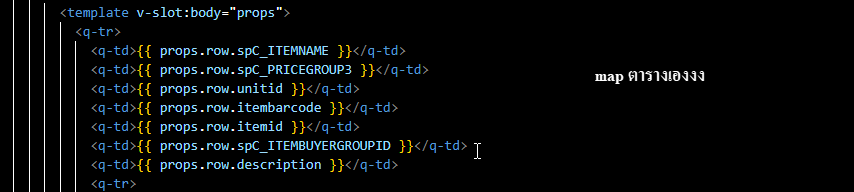 <template v-slot:body="props">
<q-tr>
<q-td>{{ props.row.spC_ITEMNAME }}</q-td>
<q-td>{{ props.row.spC_PRICEGROUP3 }}</q-td>
<q-td>{{ props.row.unitid }}</q-td>
map ตารางเองงง
<q-td>{{ props.row.itembarcode }}</q-td>
<q-td>{{ props.row.itemid }}</q-td>
<q-td>{{ props.row.spC_ITEMBUYERGROUPID }}</q-td>
<q-td>{{ props.row.description }}</q-td>
<q-tr>